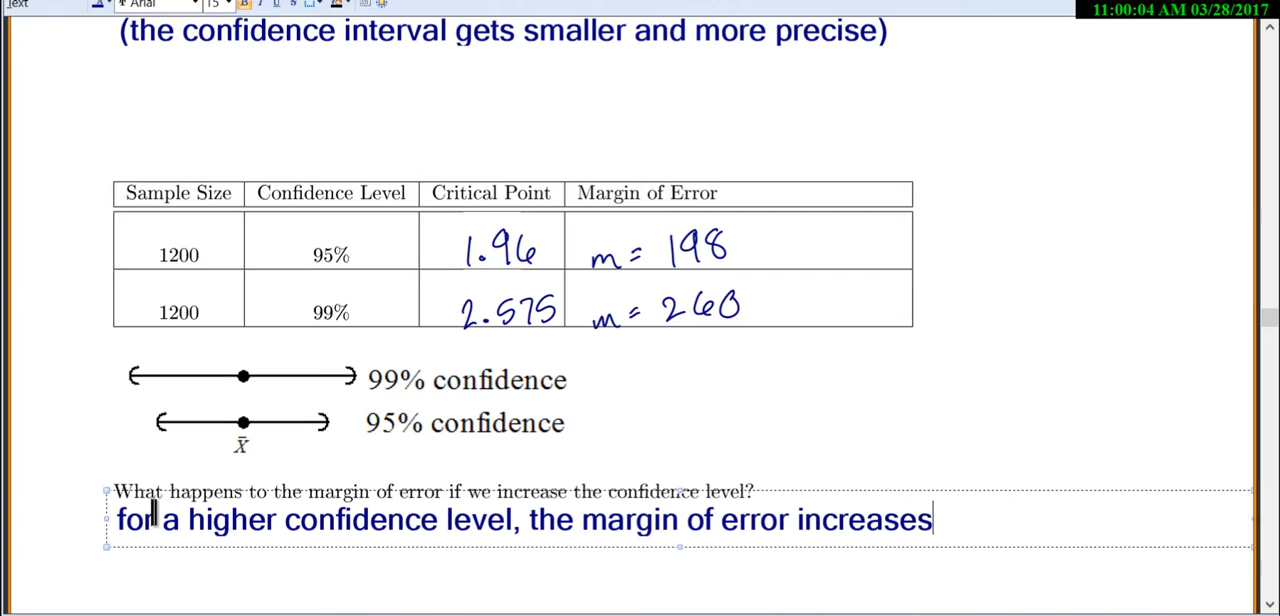 Text Arial 15 B I U S
11:00:04 AM 03/28/2017
(the confidence interval gets smaller and more precise)
Sample Size Confidence Level Critical Point Margin of Error
1200 95% 1.96 m = 198
1200 99% 2.575 m = 260
99% confidence
95% confidence
X̄
What happens to the margin of error if we increase the confidence level?
for a higher confidence level, the margin of error increases